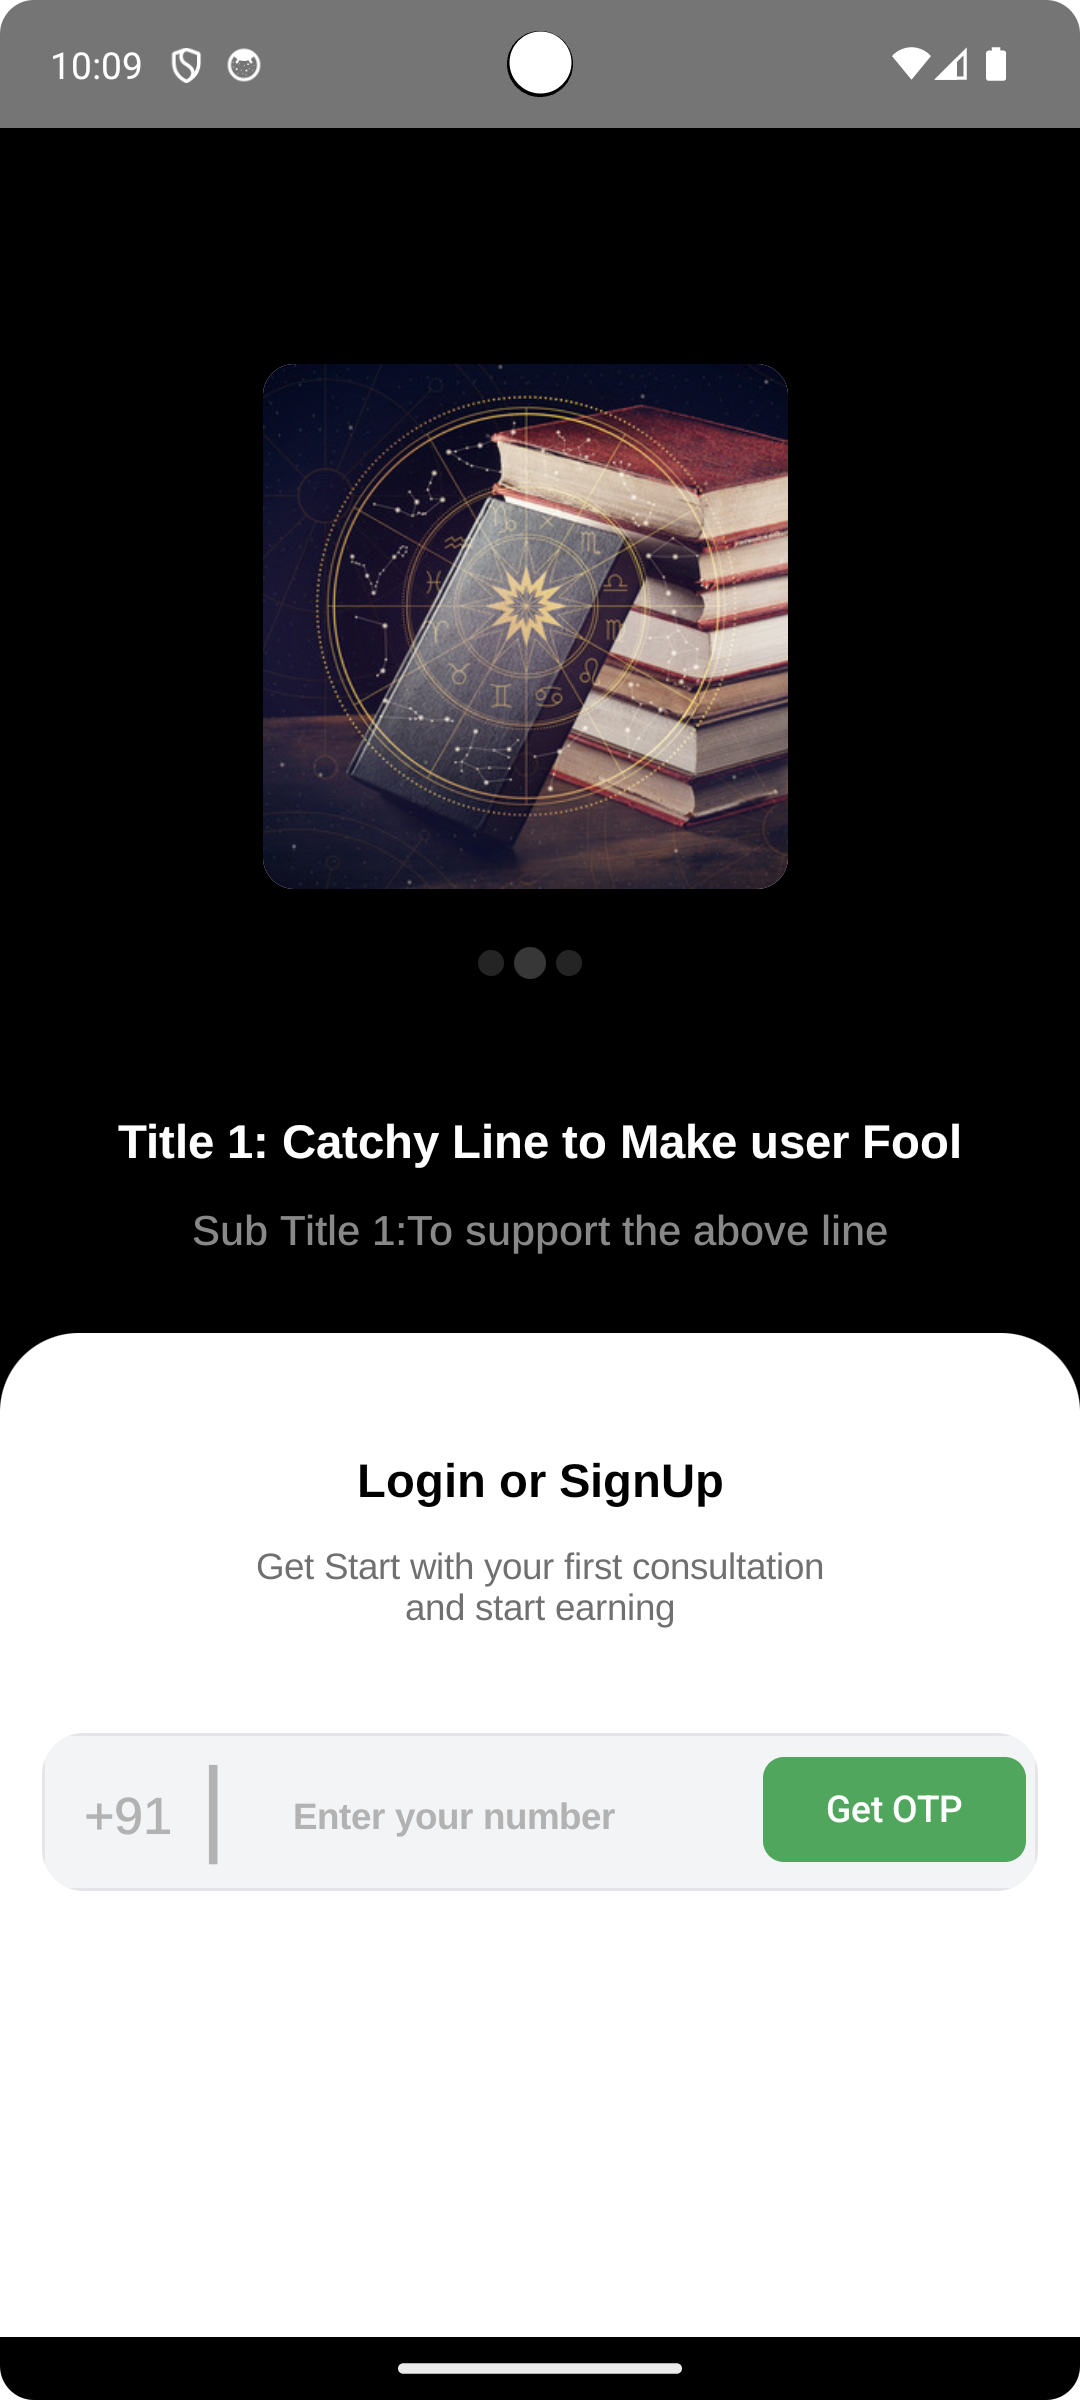 10:09
Title 1: Catchy Line to Make user Fool
Sub Title 1:To support the above line
Login or SignUp
Get Start with your first consultation
and start earning
+91
Enter your number
Get OTP